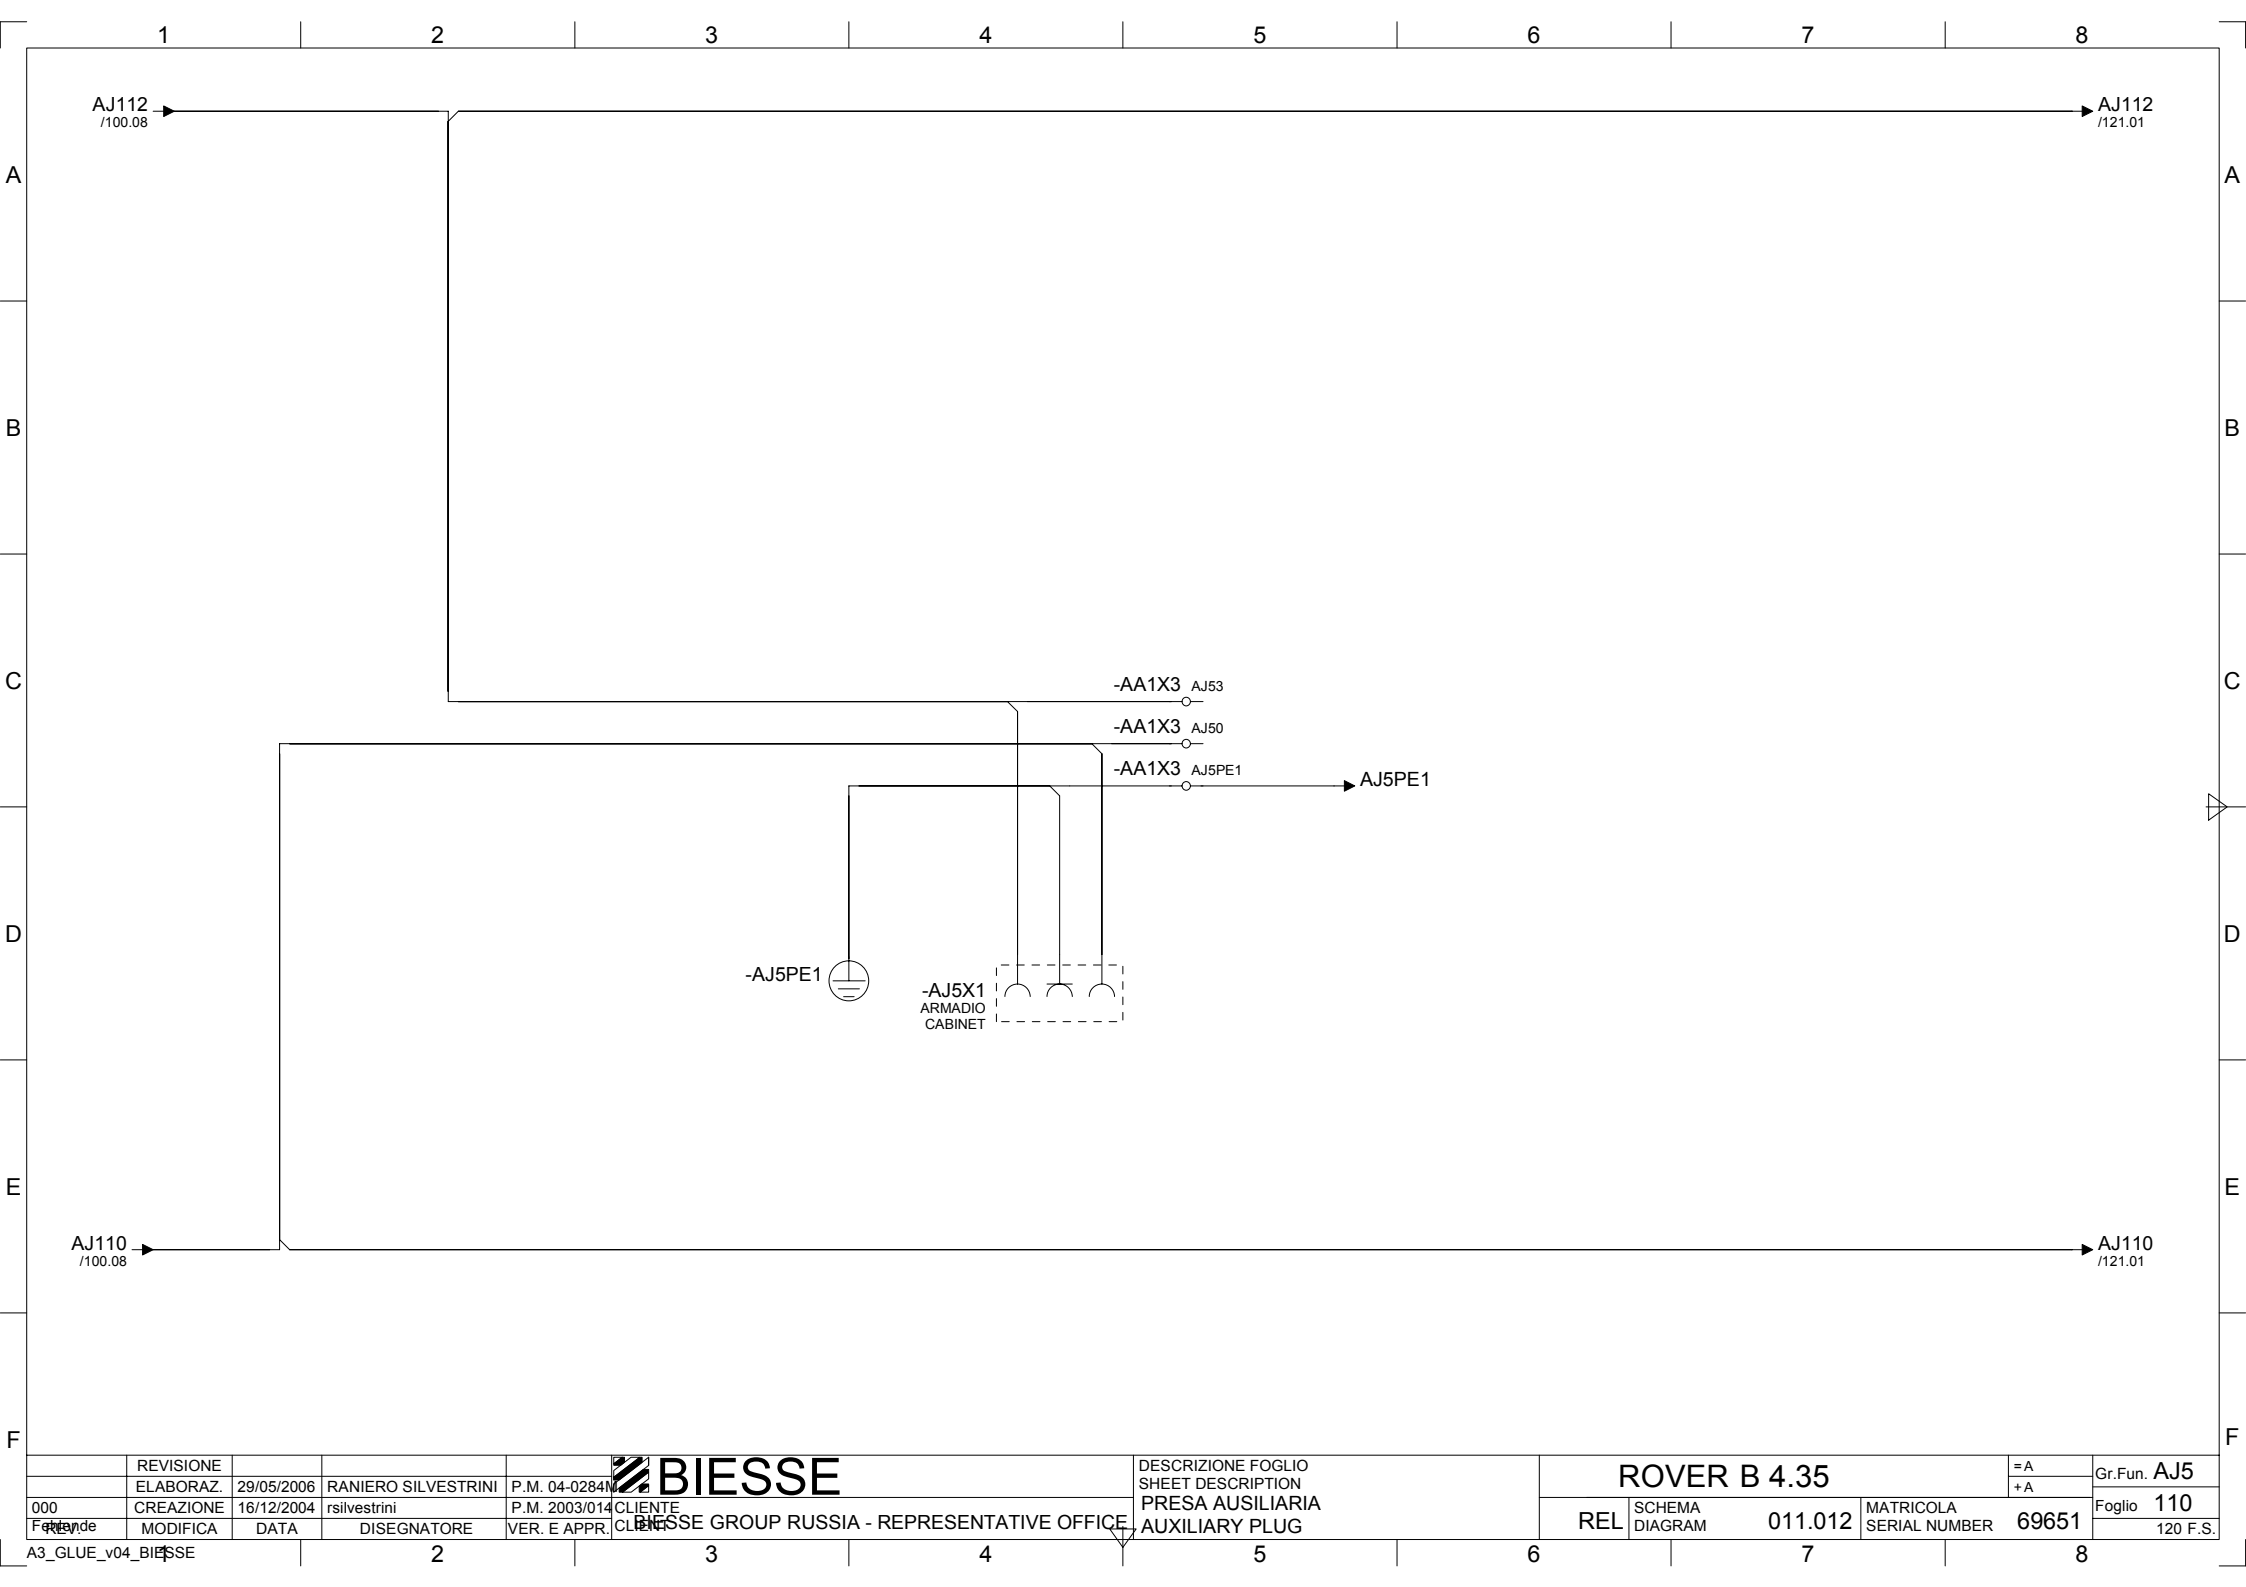 1 2 3 4 5 6 7 8
AJ112 AJ112
/100.08 /121.01
A A
B B
C C
-AA1X3 AJ53
-AA1X3 AJ50
-AA1X3 AJ5PE1
AJ5PE1
D D
-AJ5PE1
-AJ5X1
ARMADIO
CABINET
E E
AJ110 AJ110
/100.08 /121.01
F F
REVISIONE
ELABORAZ. 29/05/2006 RANIERO SILVESTRINI P.M. 04-0284M
000 CREAZIONE 16/12/2004 rsilvestrini P.M. 2003/014
Fehlende
REV. MODIFICA DATA DISEGNATORE VER. E APPR.
BIESSE
CLIENTE
CLIENT
BIESSE GROUP RUSSIA - REPRESENTATIVE OFFICE
DESCRIZIONE FOGLIO
SHEET DESCRIPTION
PRESA AUSILIARIA
AUXILIARY PLUG
ROVER B 4.35
REL SCHEMA
DIAGRAM 011.012
MATRICOLA
SERIAL NUMBER 69651
=A
+A
Gr.Fun. AJ5
Foglio 110
120 F.S.
A3_GLUE_v04_BIESSE
1 2 3 4 5 6 7 8